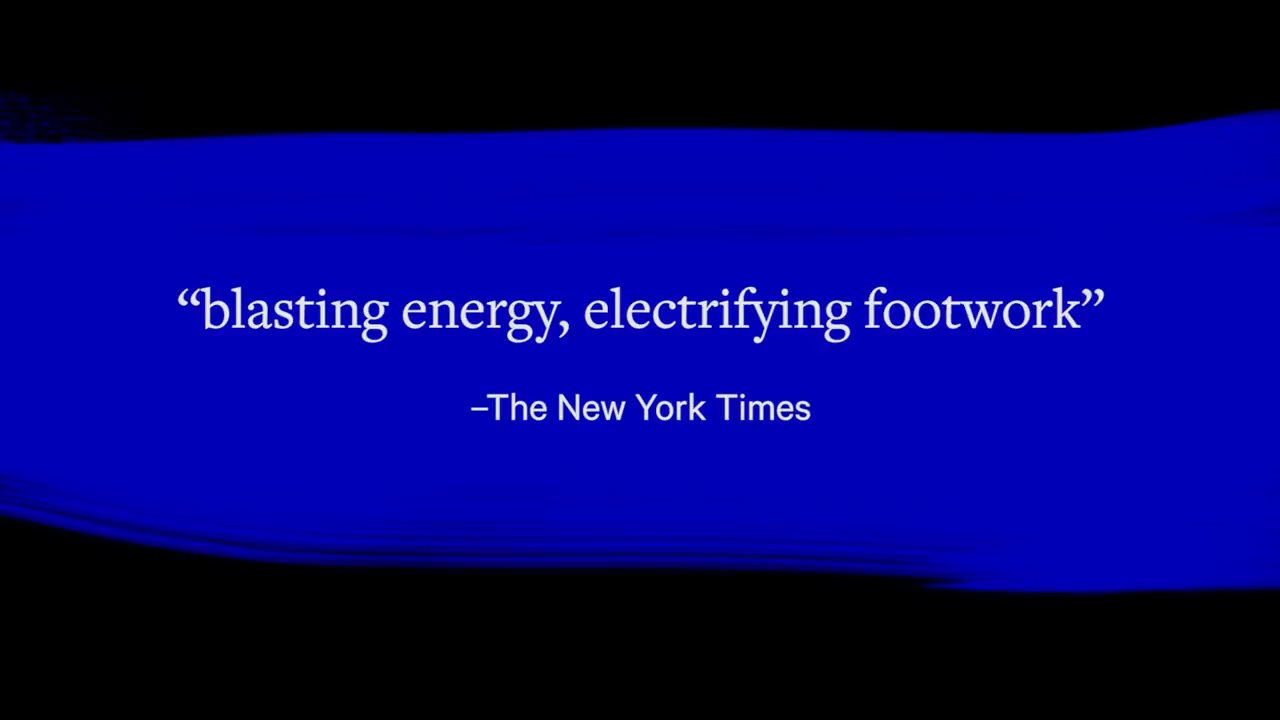 “blasting energy, electrifying footwork”
–The New York Times